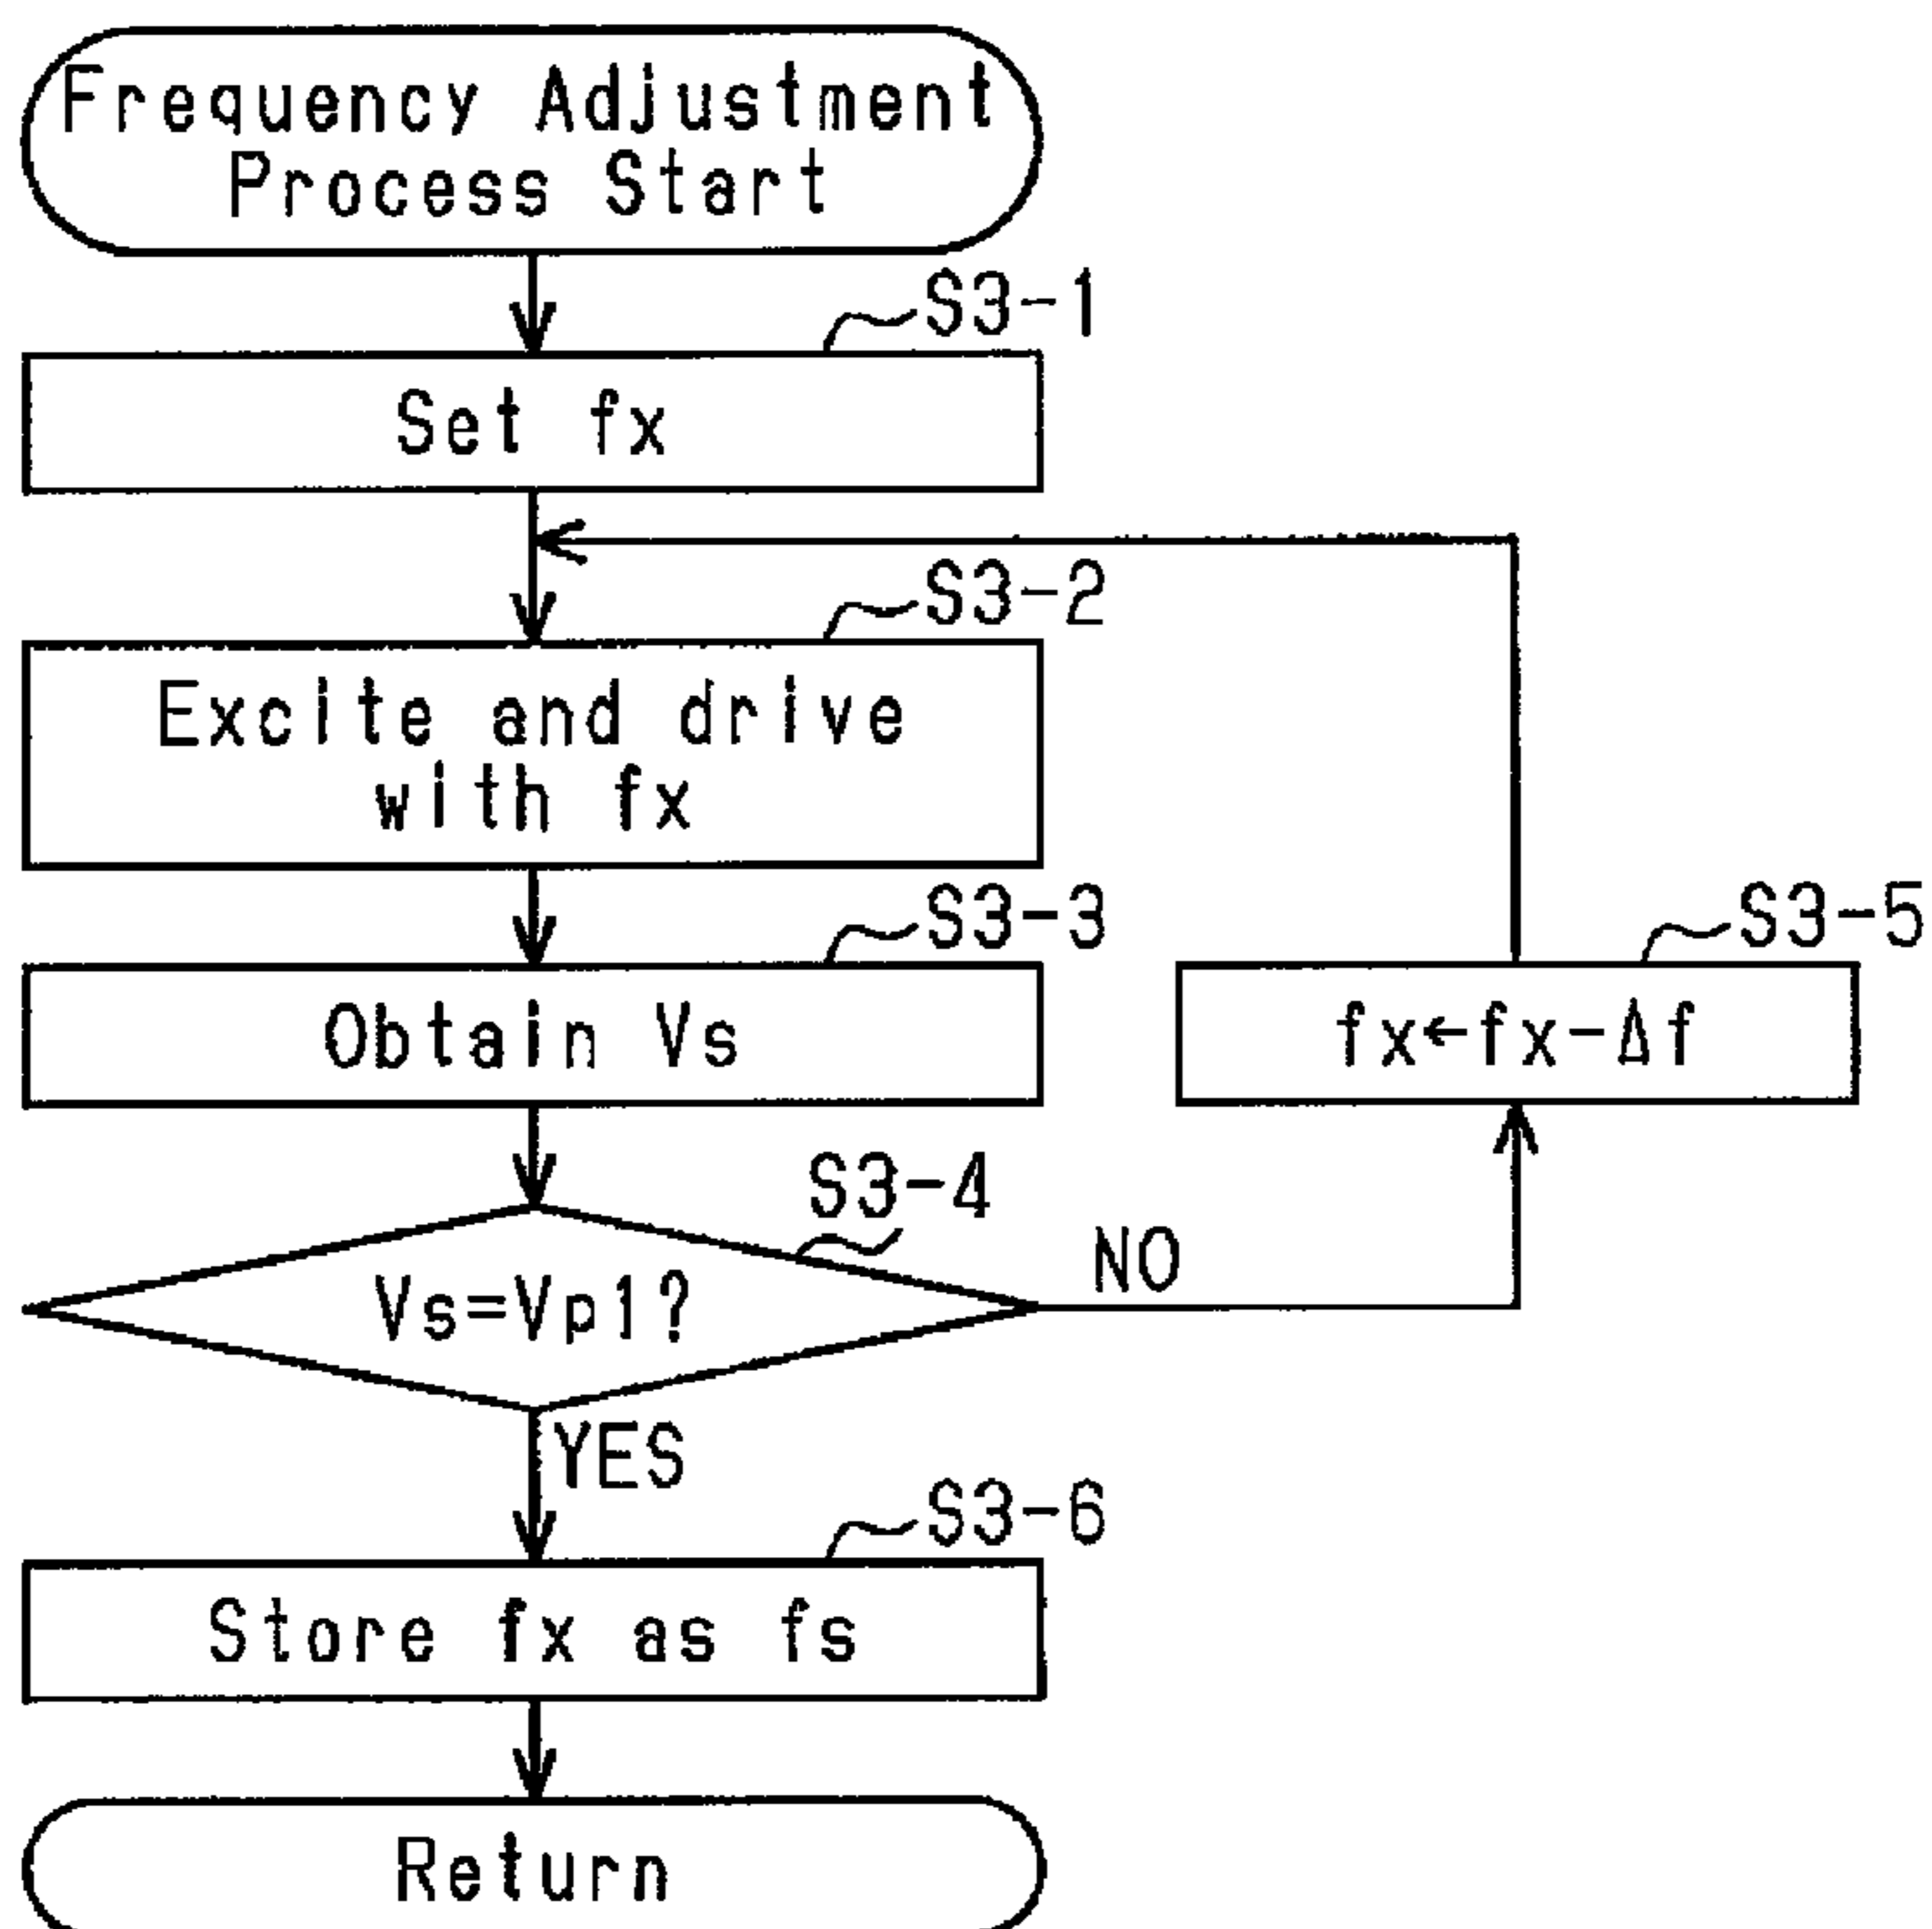 Frequency Adjustment
Process Start
S3-1
Set fx
S3-2
Excite and drive
with fx
S3-3
Obtain Vs
S3-5
fx←fx-Δf
S3-4
Vs=Vp1?
NO
YES
S3-6
Store fx as fs
Return